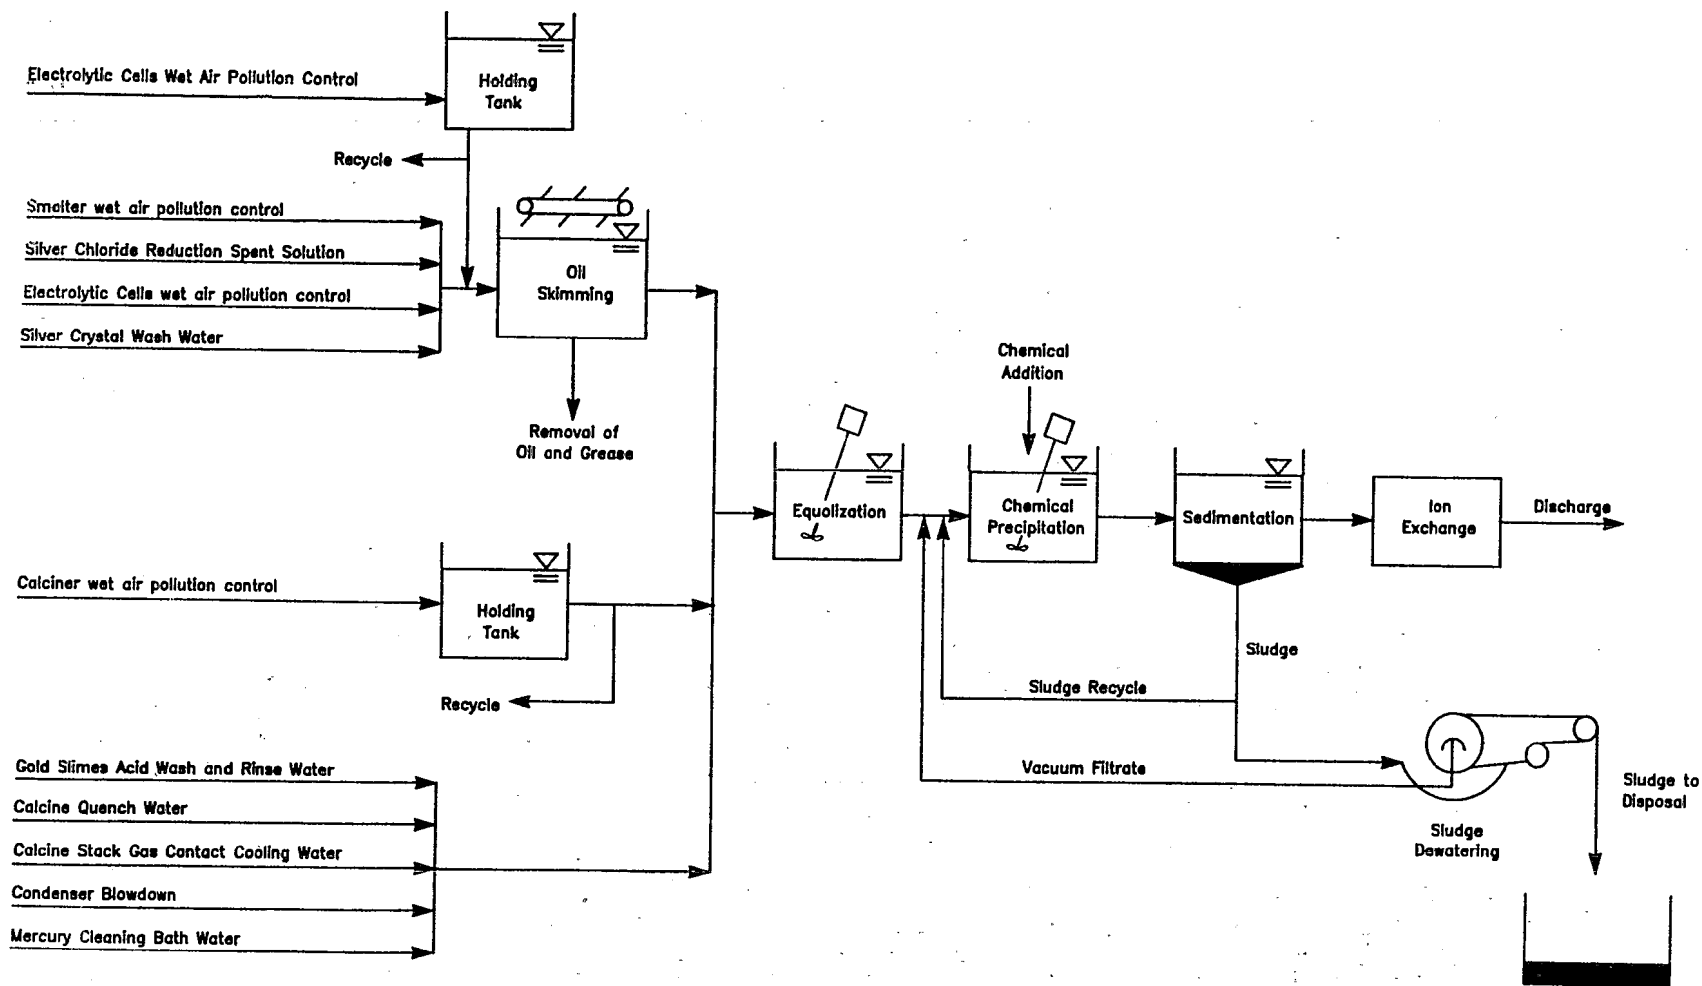 Electrolytic Cells Wet Air Pollution Control
Holding
Tank
Recycle
Smelter wet air pollution control
Silver Chloride Reduction Spent Solution
Electrolytic Cells wet air pollution control
Silver Crystal Wash Water
Oil
Skimming
Removal of
Oil and Grease
Chemical
Addition
Equolization
Chemical
Precipitation
Sedimentation
Ion
Exchange
Discharge
Calciner wet air pollution control
Holding
Tank
Recycle
Sludge
Sludge Recycle
Vacuum Filtrate
Sludge to
Disposal
Sludge
Dewatering
Gold Slimes Acid Wash and Rinse Water
Calcine Quench Water
Calcine Stack Gas Contact Cooling Water
Condenser Blowdown
Mercury Cleaning Bath Water